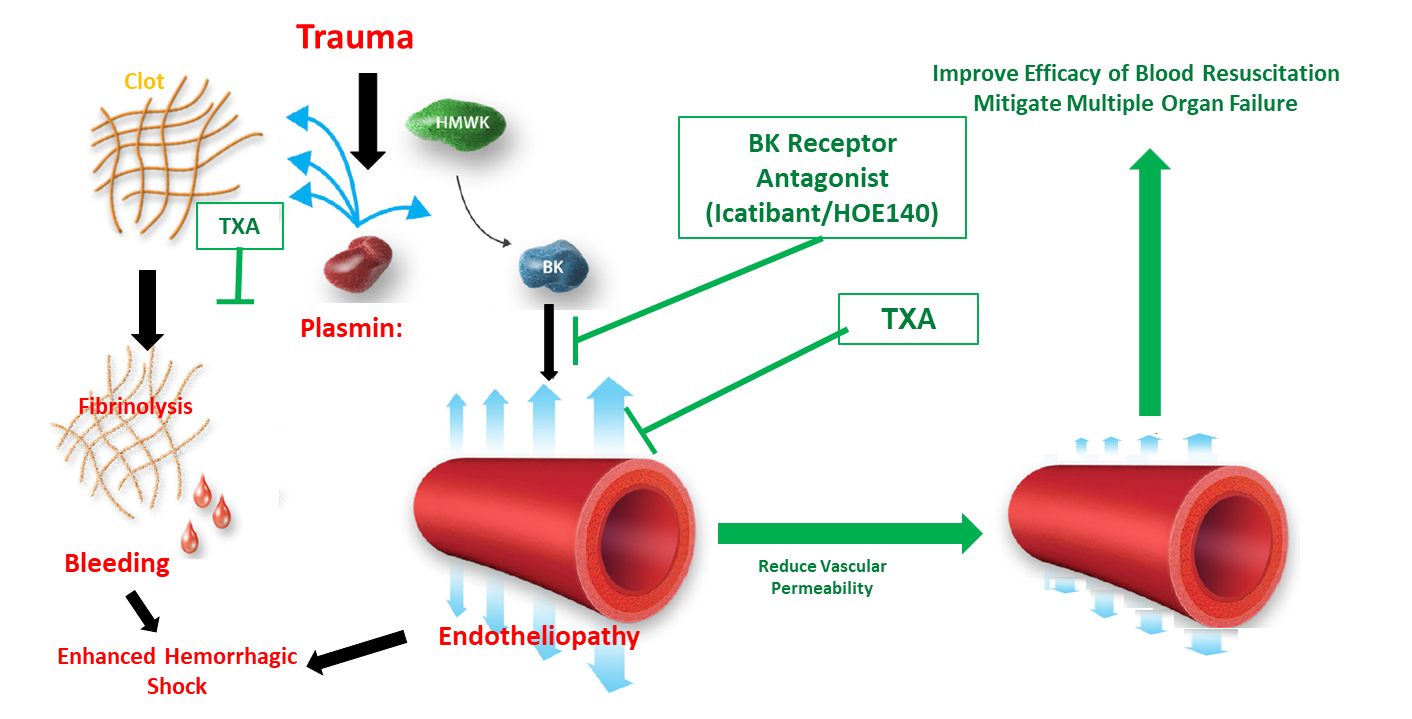 Trauma
Clot
HMWK
TXA
BK
Plasmin:
BK Receptor
Antagonist
(Icatibant/HOE140)
TXA
Improve Efficacy of Blood Resuscitation
Mitigate Multiple Organ Failure
Fibrinolysis
Bleeding
Enhanced Hemorrhagic
Shock
Endotheliopathy
Reduce Vascular
Permeability